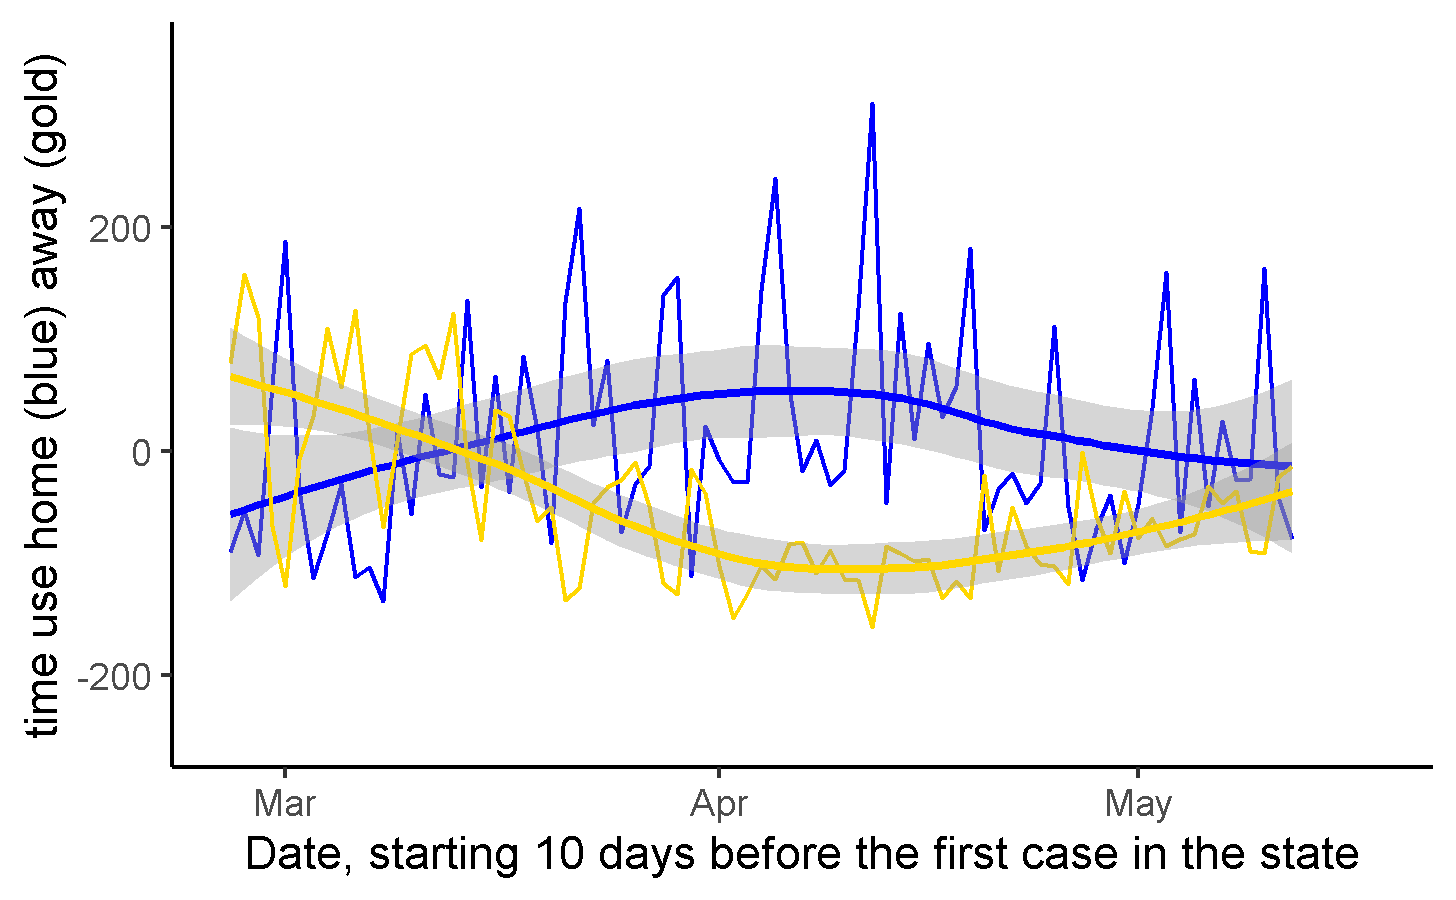 time use home (blue) away (gold)
200
0
-200
Mar
Apr
May
Date, starting 10 days before the first case in the state